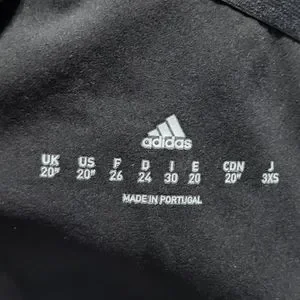 adidas
UK US F D I E CDN J
20" 20" 26 24 30 20 20" 3XS
MADE IN PORTUGAL